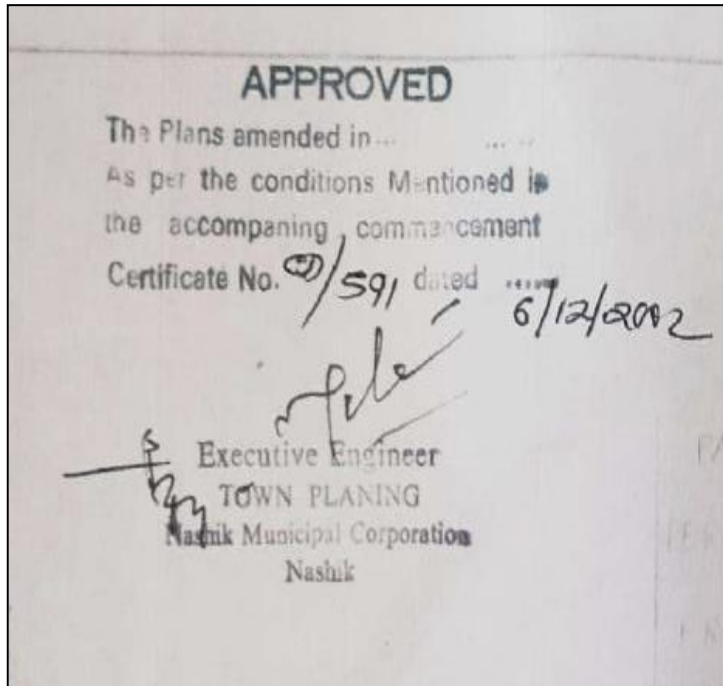 APPROVED
The Plans amended in ... ... ..
As per the conditions Mentioned in
the accompaning commencement
Certificate No. /591 dated ......
6/12/2002
Executive Engineer
TOWN PLANING
Nashik Municipal Corporation
Nashik